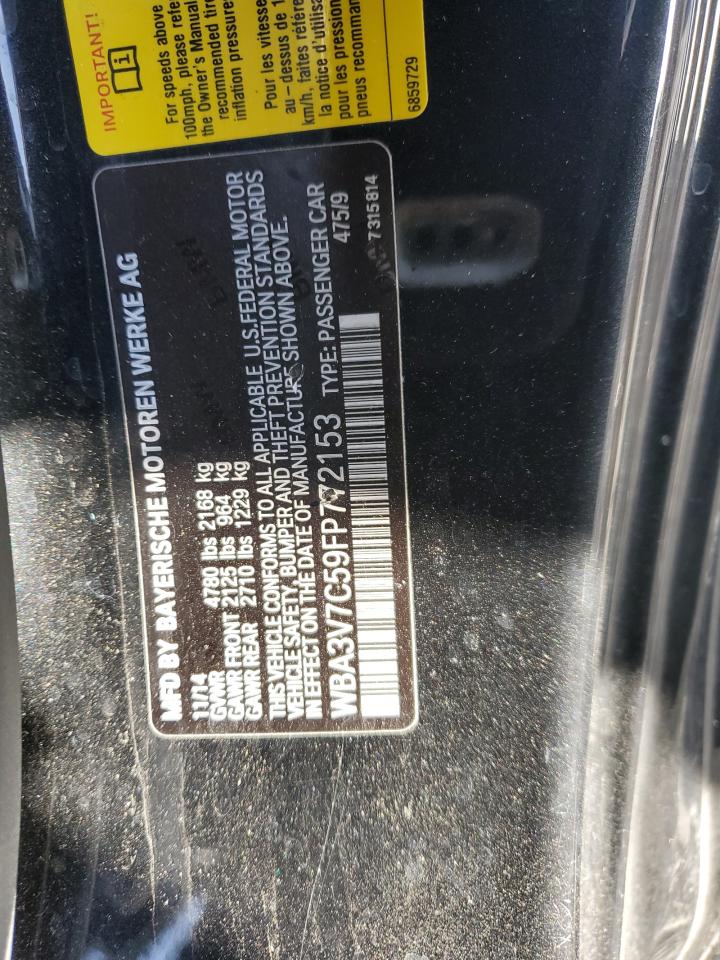 IMPORTANT!
For speeds above
100mph, please refe
the Owner's Manual
recommended tire
inflation pressure
Pour les vitesse
au - dessus de 1
km/h, faites référe
la notice d'utilisa
pour les pression
pneus recomman
6859729
MFD BY BAYERISCHE MOTOREN WERKE AG
11/14
GVWR 4780 lbs 2168 kg
GAWR FRONT 2125 lbs 964 kg
GAWR REAR 2710 lbs 1229 kg
THIS VEHICLE CONFORMS TO ALL APPLICABLE U.S. FEDERAL MOTOR
VEHICLE SAFETY, BUMPER AND THEFT PREVENTION STANDARDS
IN EFFECT ON THE DATE OF MANUFACTURE SHOWN ABOVE.
WBA3V7C59FP772153 TYPE: PASSENGER CAR
475/9
7315814